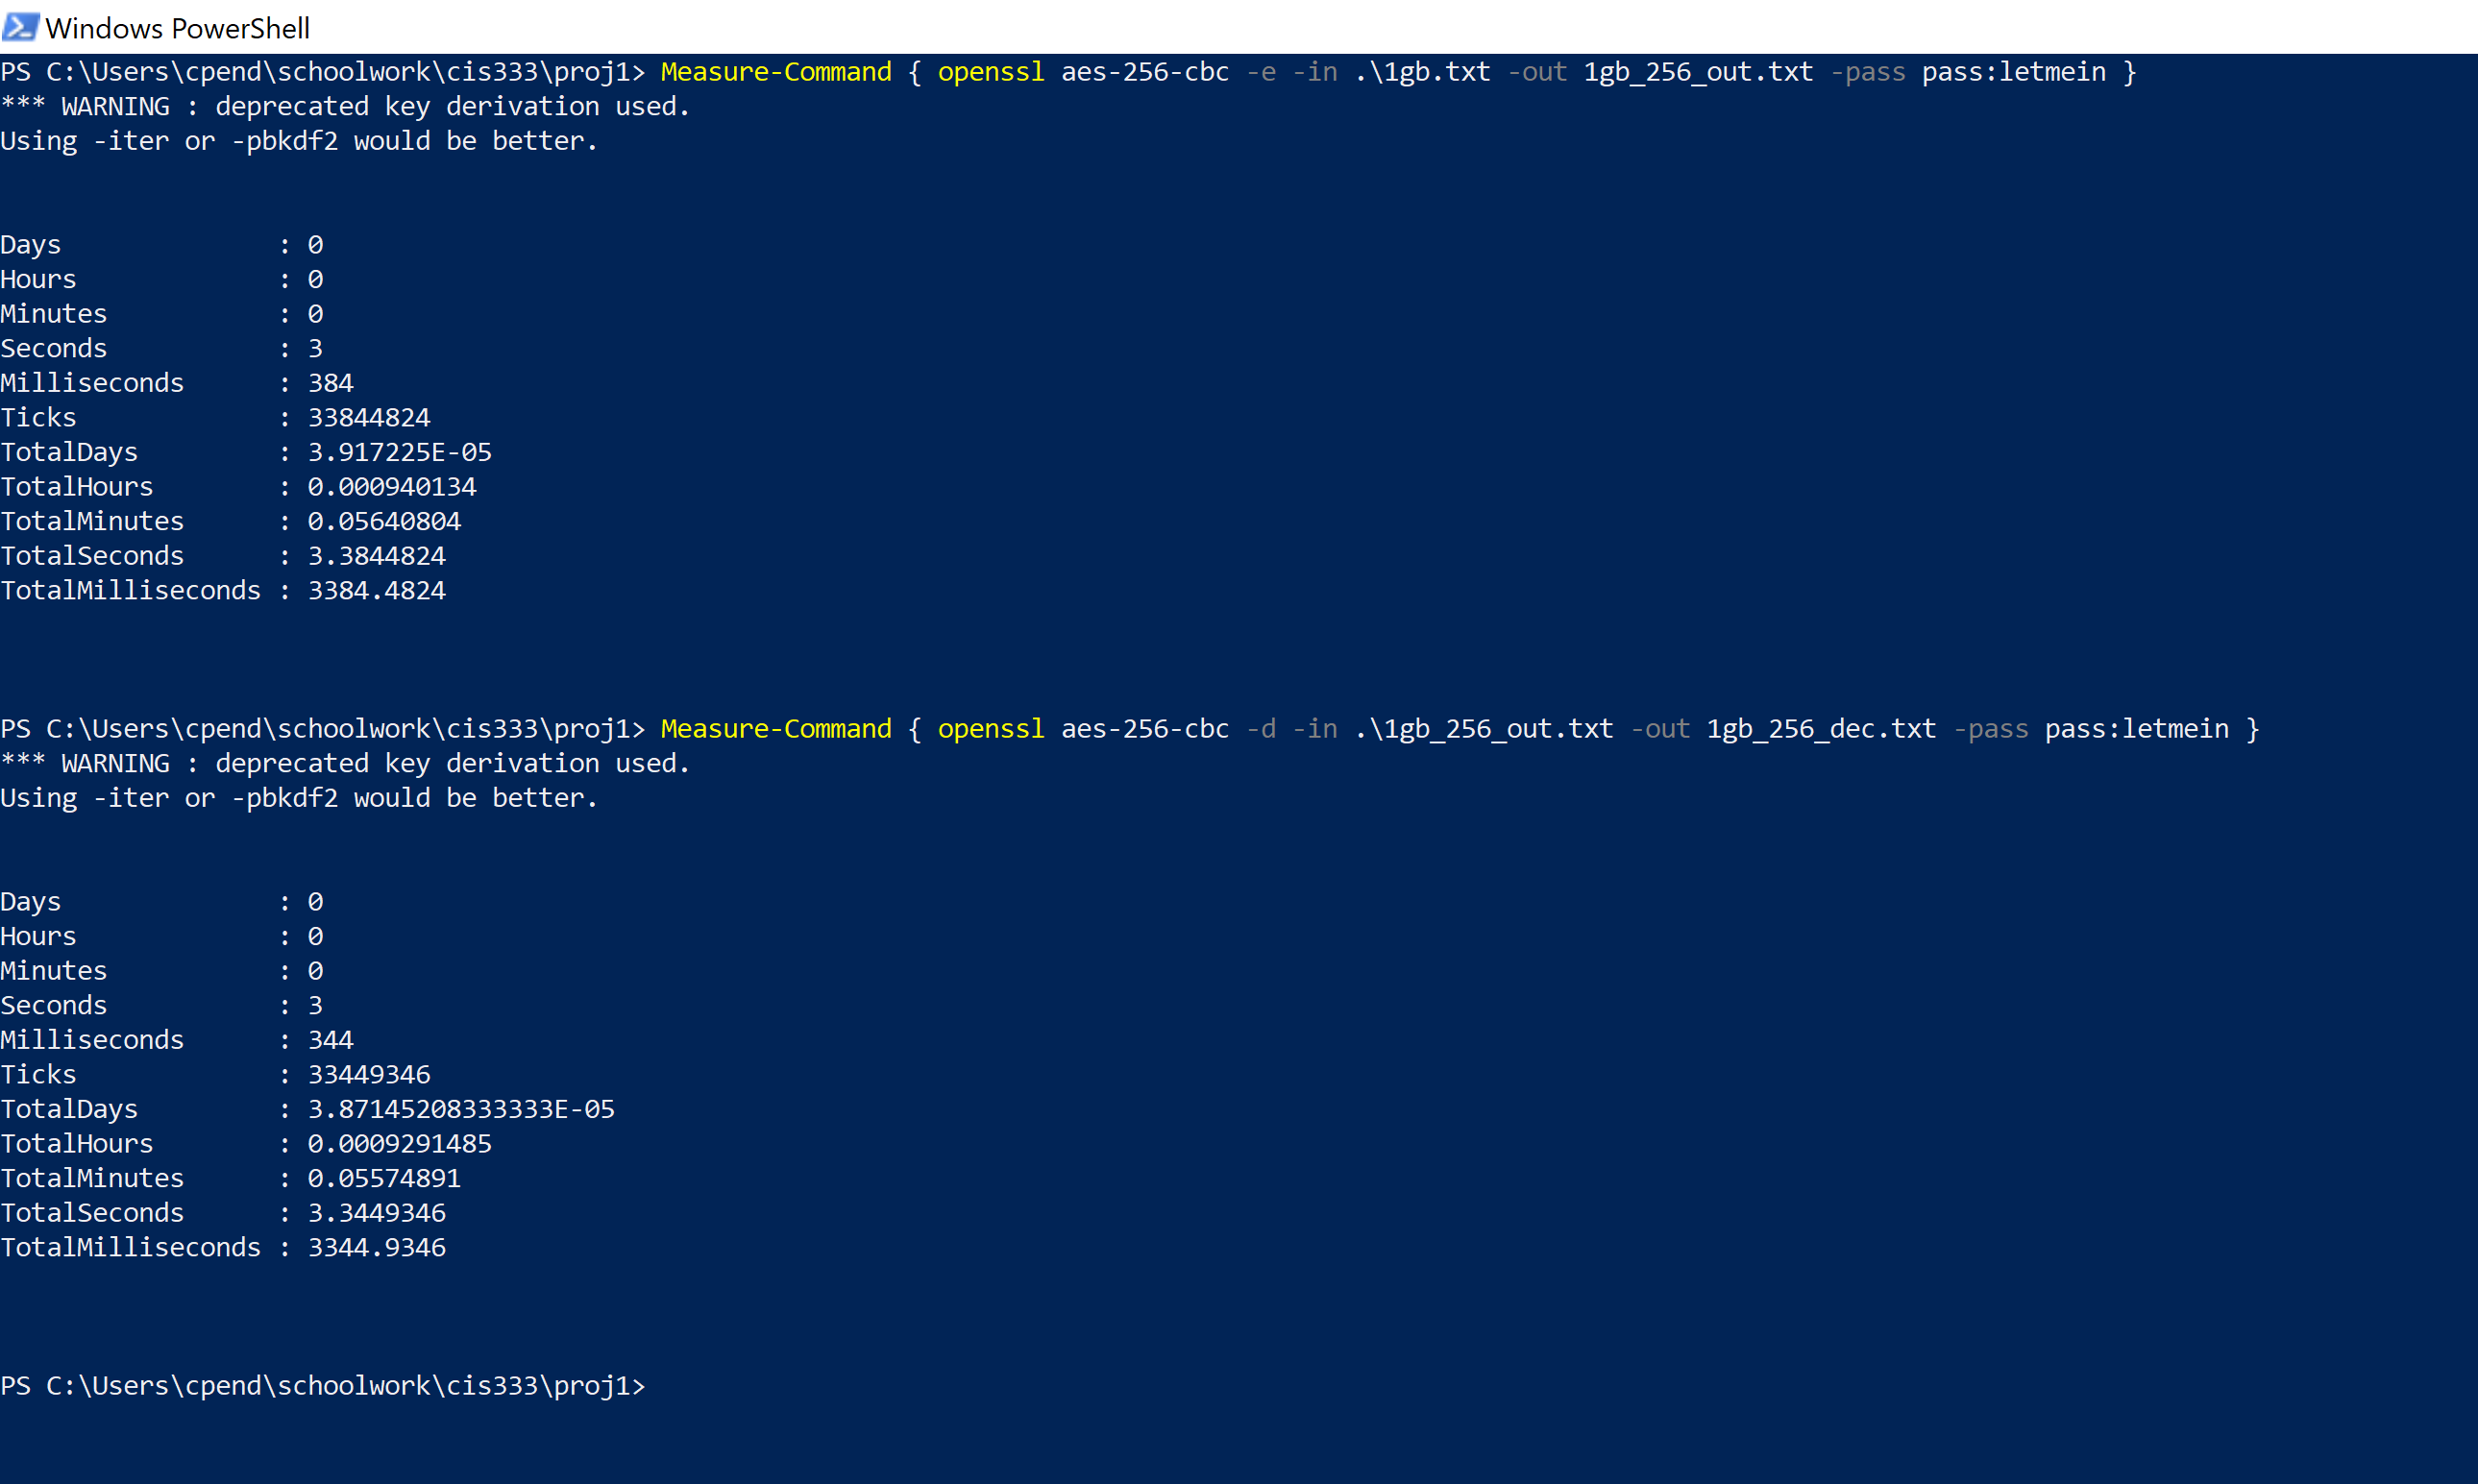 Windows PowerShell
PS C:\Users\cpend\schoolwork\cis333\proj1> Measure-Command { openssl aes-256-cbc -e -in .\1gb.txt -out 1gb_256_out.txt -pass pass:letmein }
*** WARNING : deprecated key derivation used.
Using -iter or -pbkdf2 would be better.
Days              : 0
Hours             : 0
Minutes           : 0
Seconds           : 3
Milliseconds      : 384
Ticks             : 33844824
TotalDays         : 3.917225E-05
TotalHours        : 0.000940134
TotalMinutes      : 0.05640804
TotalSeconds      : 3.3844824
TotalMilliseconds : 3384.4824
PS C:\Users\cpend\schoolwork\cis333\proj1> Measure-Command { openssl aes-256-cbc -d -in .\1gb_256_out.txt -out 1gb_256_dec.txt -pass pass:letmein }
*** WARNING : deprecated key derivation used.
Using -iter or -pbkdf2 would be better.
Days              : 0
Hours             : 0
Minutes           : 0
Seconds           : 3
Milliseconds      : 344
Ticks             : 33449346
TotalDays         : 3.87145208333333E-05
TotalHours        : 0.0009291485
TotalMinutes      : 0.05574891
TotalSeconds      : 3.3449346
TotalMilliseconds : 3344.9346
PS C:\Users\cpend\schoolwork\cis333\proj1>